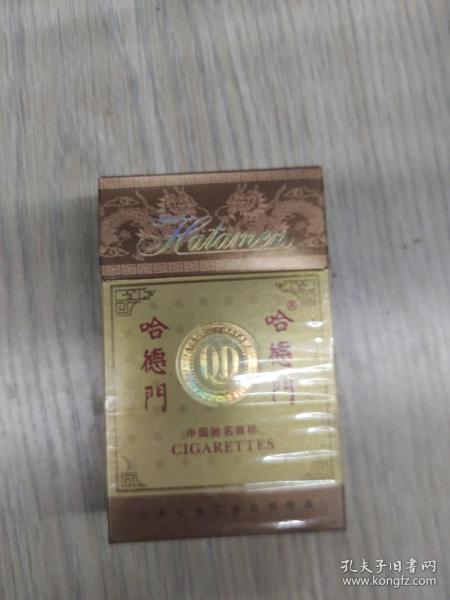 Hatamen
哈德門
哈德門®
QD
中国驰名商标
CIGARETTES
孔夫子旧书网
www.kongfz.com